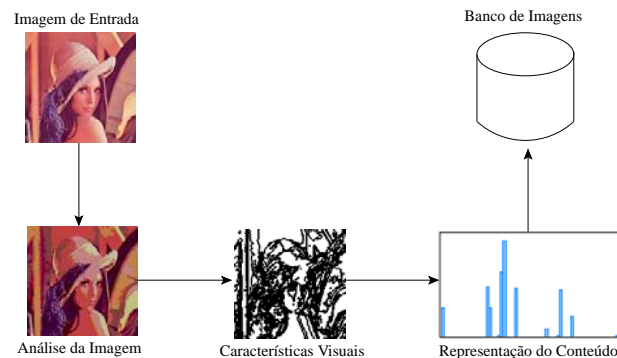 Imagem de Entrada
Banco de Imagens
Análise da Imagem
Características Visuais
Representação do Conteúdo